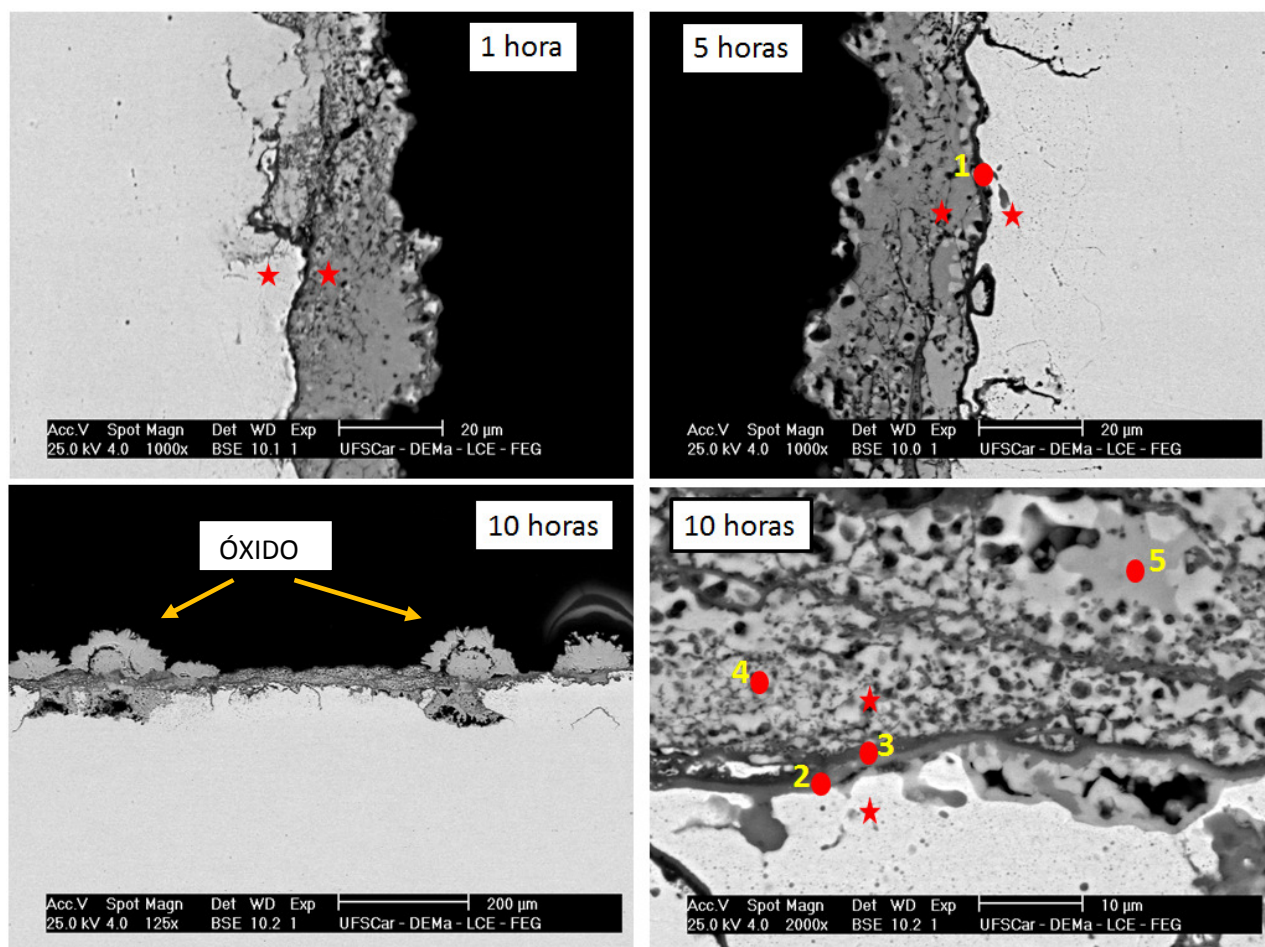 1 hora
Acc.V Spot Magn Det WD Exp 20 µm
25.0 kV 4.0 1000x BSE 10.1 1 UFSCar - DEMa - LCE - FEG
5 horas
1
Acc.V Spot Magn Det WD Exp 20 µm
25.0 kV 4.0 1000x BSE 10.0 1 UFSCar - DEMa - LCE - FEG
10 horas
ÓXIDO
Acc.V Spot Magn Det WD Exp 200 µm
25.0 kV 4.0 125x BSE 10.2 1 UFSCar - DEMa - LCE - FEG
10 horas
5
4
3
2
Acc.V Spot Magn Det WD Exp 10 µm
25.0 kV 4.0 2000x BSE 10.2 1 UFSCar - DEMa - LCE - FEG